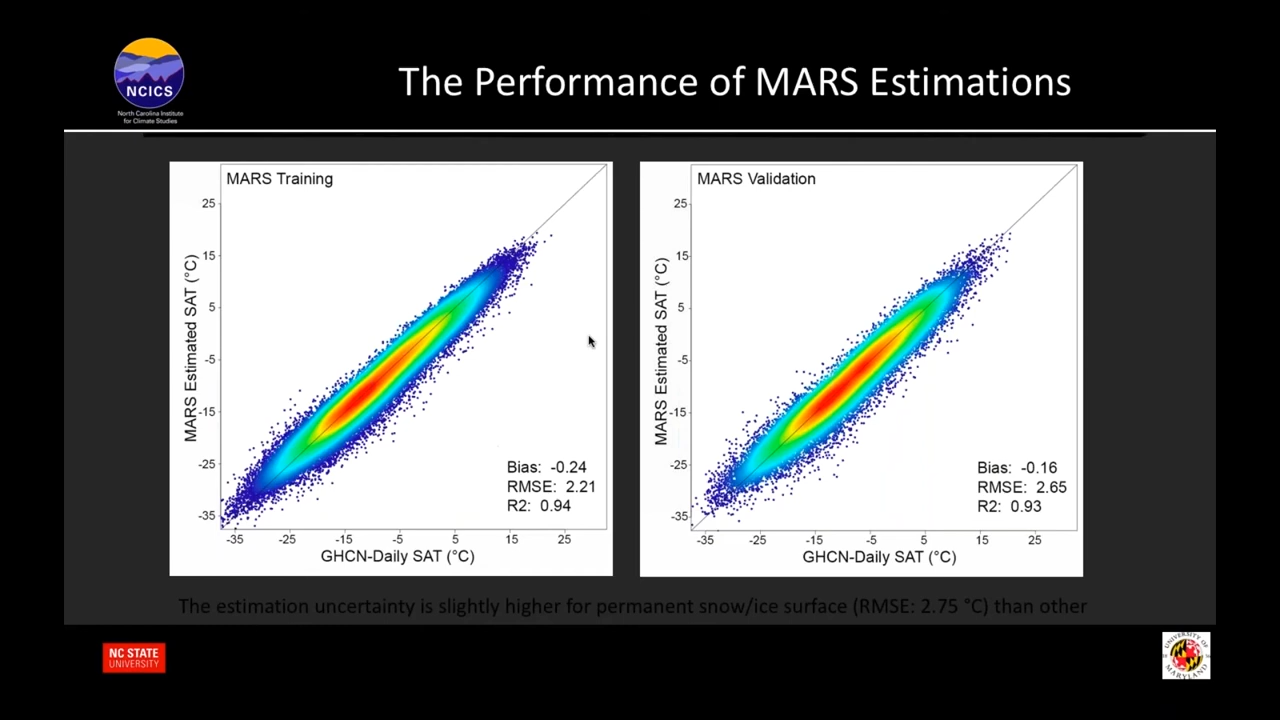 NCICS
North Carolina Institute
for Climate Studies
The Performance of MARS Estimations
MARS Training
25
15
5
-5
-15
-25
-35
MARS Estimated SAT (°C)
Bias: -0.24
RMSE: 2.21
R2: 0.94
-35 -25 -15 -5 5 15 25
GHCN-Daily SAT (°C)
MARS Validation
25
15
5
-5
-15
-25
-35
MARS Estimated SAT (°C)
Bias: -0.16
RMSE: 2.65
R2: 0.93
-35 -25 -15 -5 5 15 25
GHCN-Daily SAT (°C)
The estimation uncertainty is slightly higher for permanent snow/ice surface (RMSE: 2.75 °C) than other
NC STATE
UNIVERSITY
UNIVERSITY OF
MARYLAND